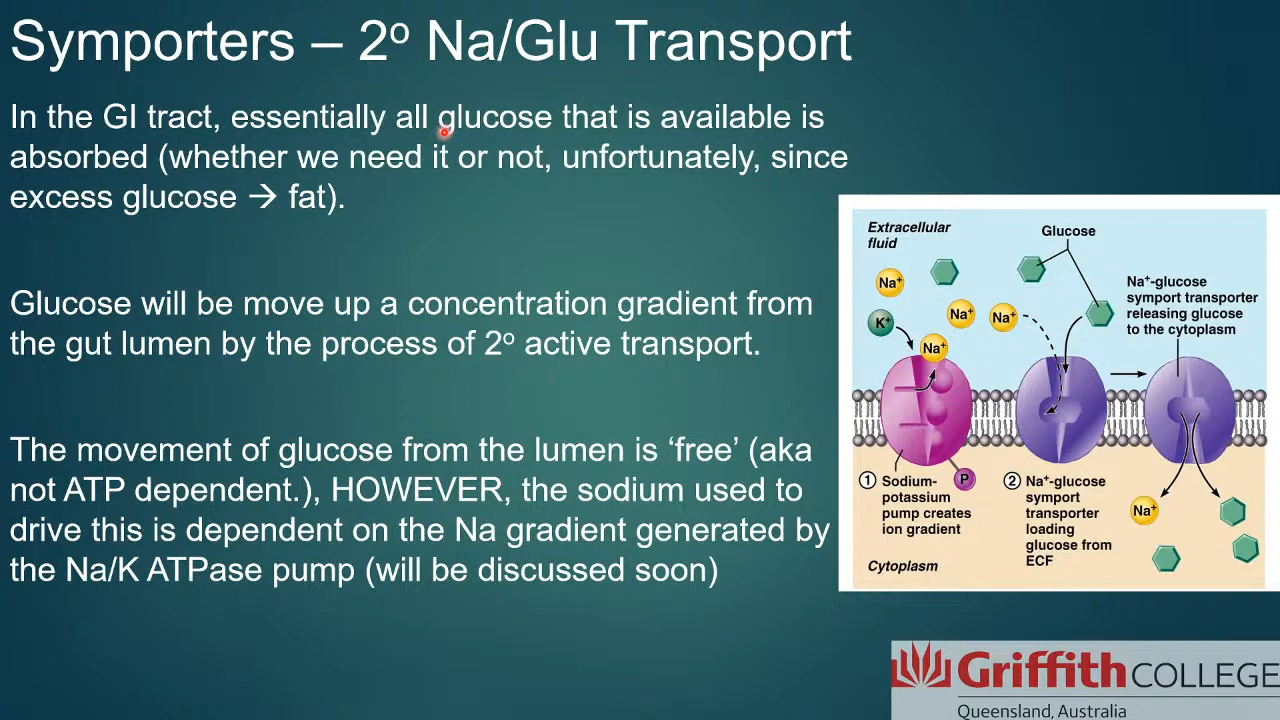 Symporters – 2º Na/Glu Transport
In the GI tract, essentially all glucose that is available is
absorbed (whether we need it or not, unfortunately, since
excess glucose → fat).
Glucose will be move up a concentration gradient from
the gut lumen by the process of 2º active transport.
The movement of glucose from the lumen is ‘free’ (aka
not ATP dependent.), HOWEVER, the sodium used to
drive this is dependent on the Na gradient generated by
the Na/K ATPase pump (will be discussed soon)
Extracellular
fluid
Glucose
Na⁺
Na⁺
Na⁺
K⁺
Na⁺
Na⁺-glucose
symport transporter
releasing glucose
to the cytoplasm
P
1 Sodium-
potassium
pump creates
ion gradient
2 Na⁺-glucose
symport
transporter
loading
glucose from
ECF
Na⁺
Cytoplasm
Griffith COLLEGE
Queensland, Australia